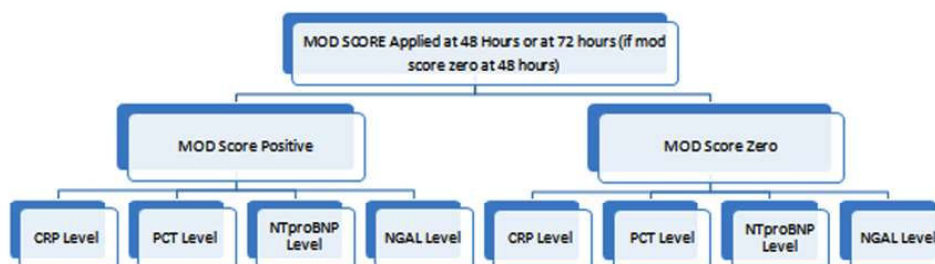 MOD SCORE Applied at 48 Hours or at 72 hours (if mod
score zero at 48 hours)
MOD Score Positive
MOD Score Zero
CRP Level
PCT Level
NTproBNP
Level
NGAL Level
CRP Level
PCT Level
NTproBNP
Level
NGAL Level